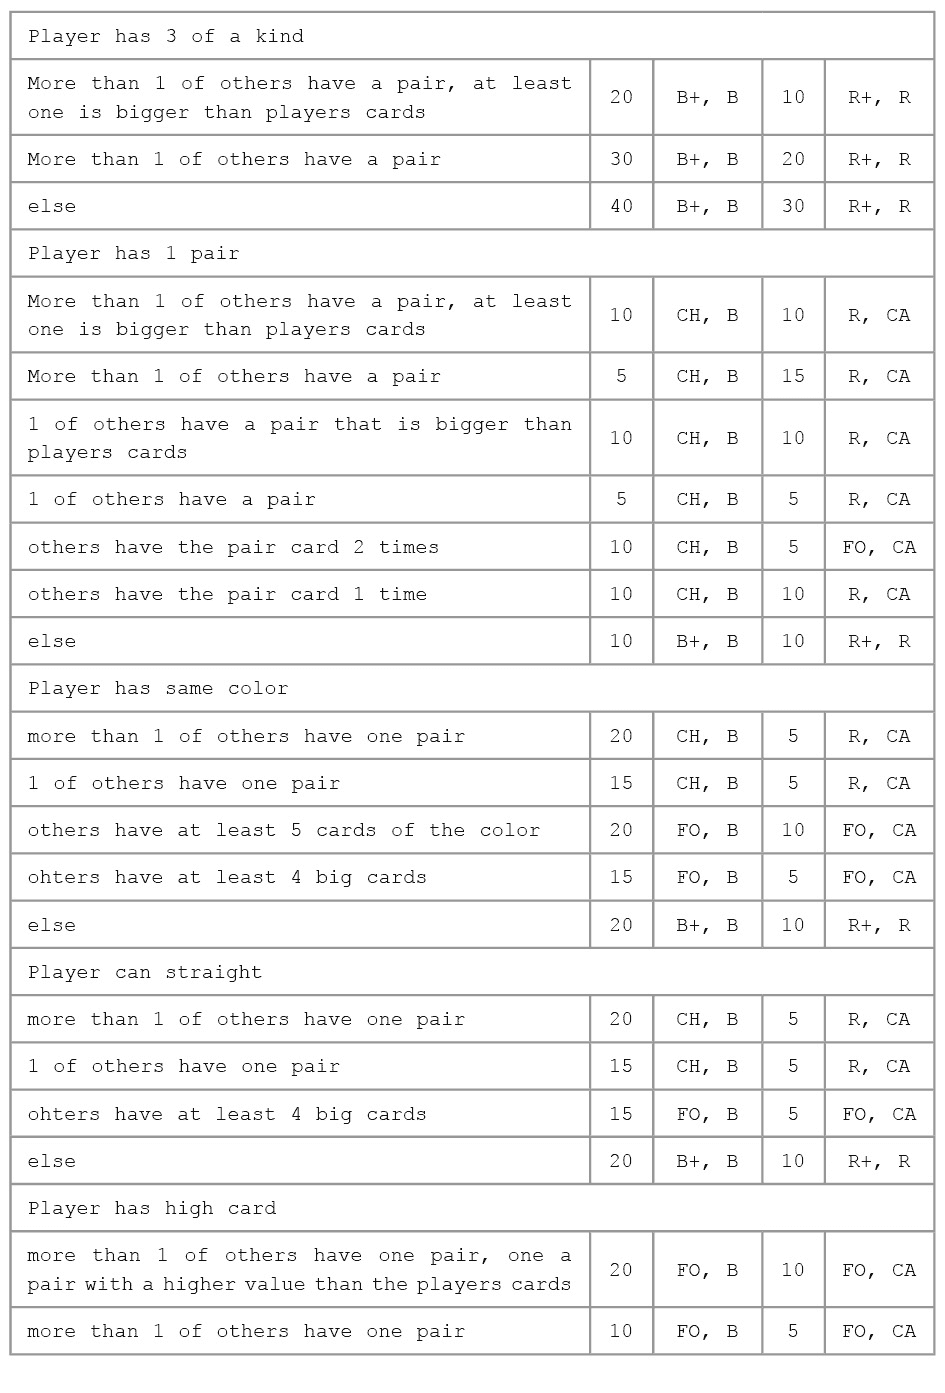 Player has 3 of a kind
More than 1 of others have a pair, at least
one is bigger than players cards
20 B+, B 10 R+, R
More than 1 of others have a pair 30 B+, B 20 R+, R
else 40 B+, B 30 R+, R
Player has 1 pair
More than 1 of others have a pair, at least
one is bigger than players cards
10 CH, B 10 R, CA
More than 1 of others have a pair 5 CH, B 15 R, CA
1 of others have a pair that is bigger than
players cards
10 CH, B 10 R, CA
1 of others have a pair 5 CH, B 5 R, CA
others have the pair card 2 times 10 CH, B 5 FO, CA
others have the pair card 1 time 10 CH, B 10 R, CA
else 10 B+, B 10 R+, R
Player has same color
more than 1 of others have one pair 20 CH, B 5 R, CA
1 of others have one pair 15 CH, B 5 R, CA
others have at least 5 cards of the color 20 FO, B 10 FO, CA
ohters have at least 4 big cards 15 FO, B 5 FO, CA
else 20 B+, B 10 R+, R
Player can straight
more than 1 of others have one pair 20 CH, B 5 R, CA
1 of others have one pair 15 CH, B 5 R, CA
ohters have at least 4 big cards 15 FO, B 5 FO, CA
else 20 B+, B 10 R+, R
Player has high card
more than 1 of others have one pair, one a
pair with a higher value than the players cards
20 FO, B 10 FO, CA
more than 1 of others have one pair 10 FO, B 5 FO, CA